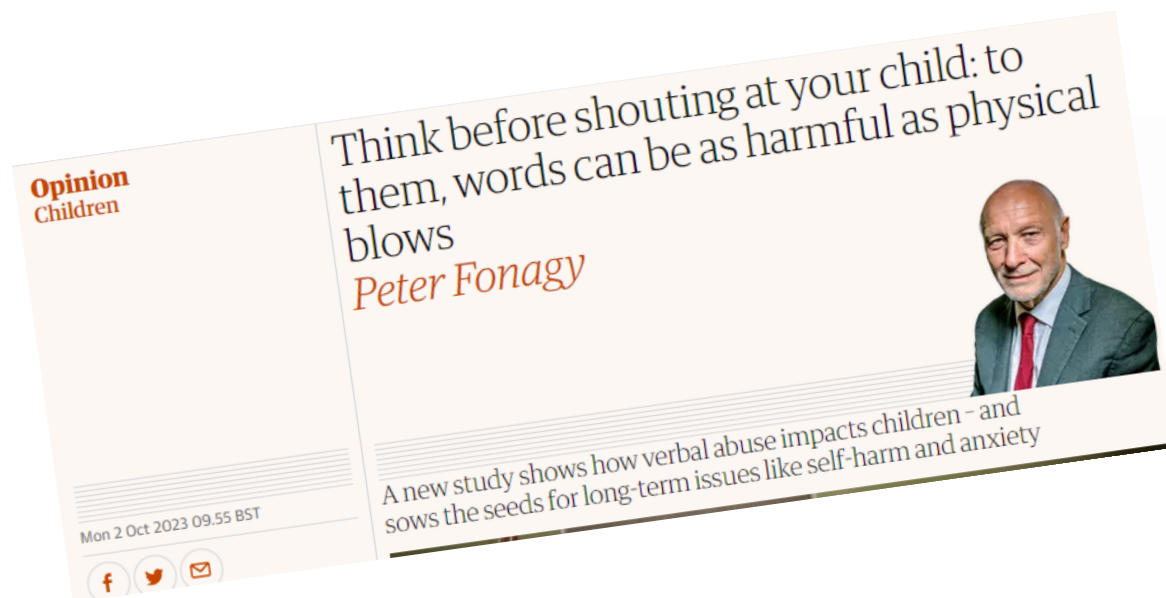 Opinion
Children
Think before shouting at your child: to
them, words can be as harmful as physical
blows
Peter Fonagy
A new study shows how verbal abuse impacts children – and
sows the seeds for long-term issues like self-harm and anxiety
Mon 2 Oct 2023 09.55 BST